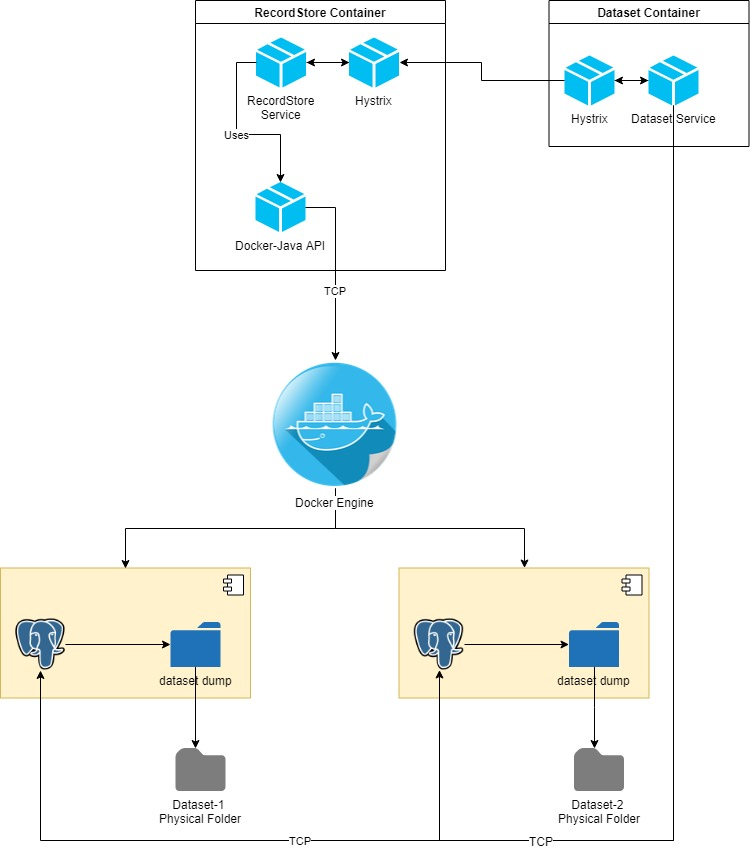 RecordStore Container
Dataset Container
RecordStore
Service
Hystrix
Hystrix
Dataset Service
Uses
Docker-Java API
TCP
Docker Engine
dataset dump
dataset dump
Dataset-1
Physical Folder
Dataset-2
Physical Folder
TCP
TCP